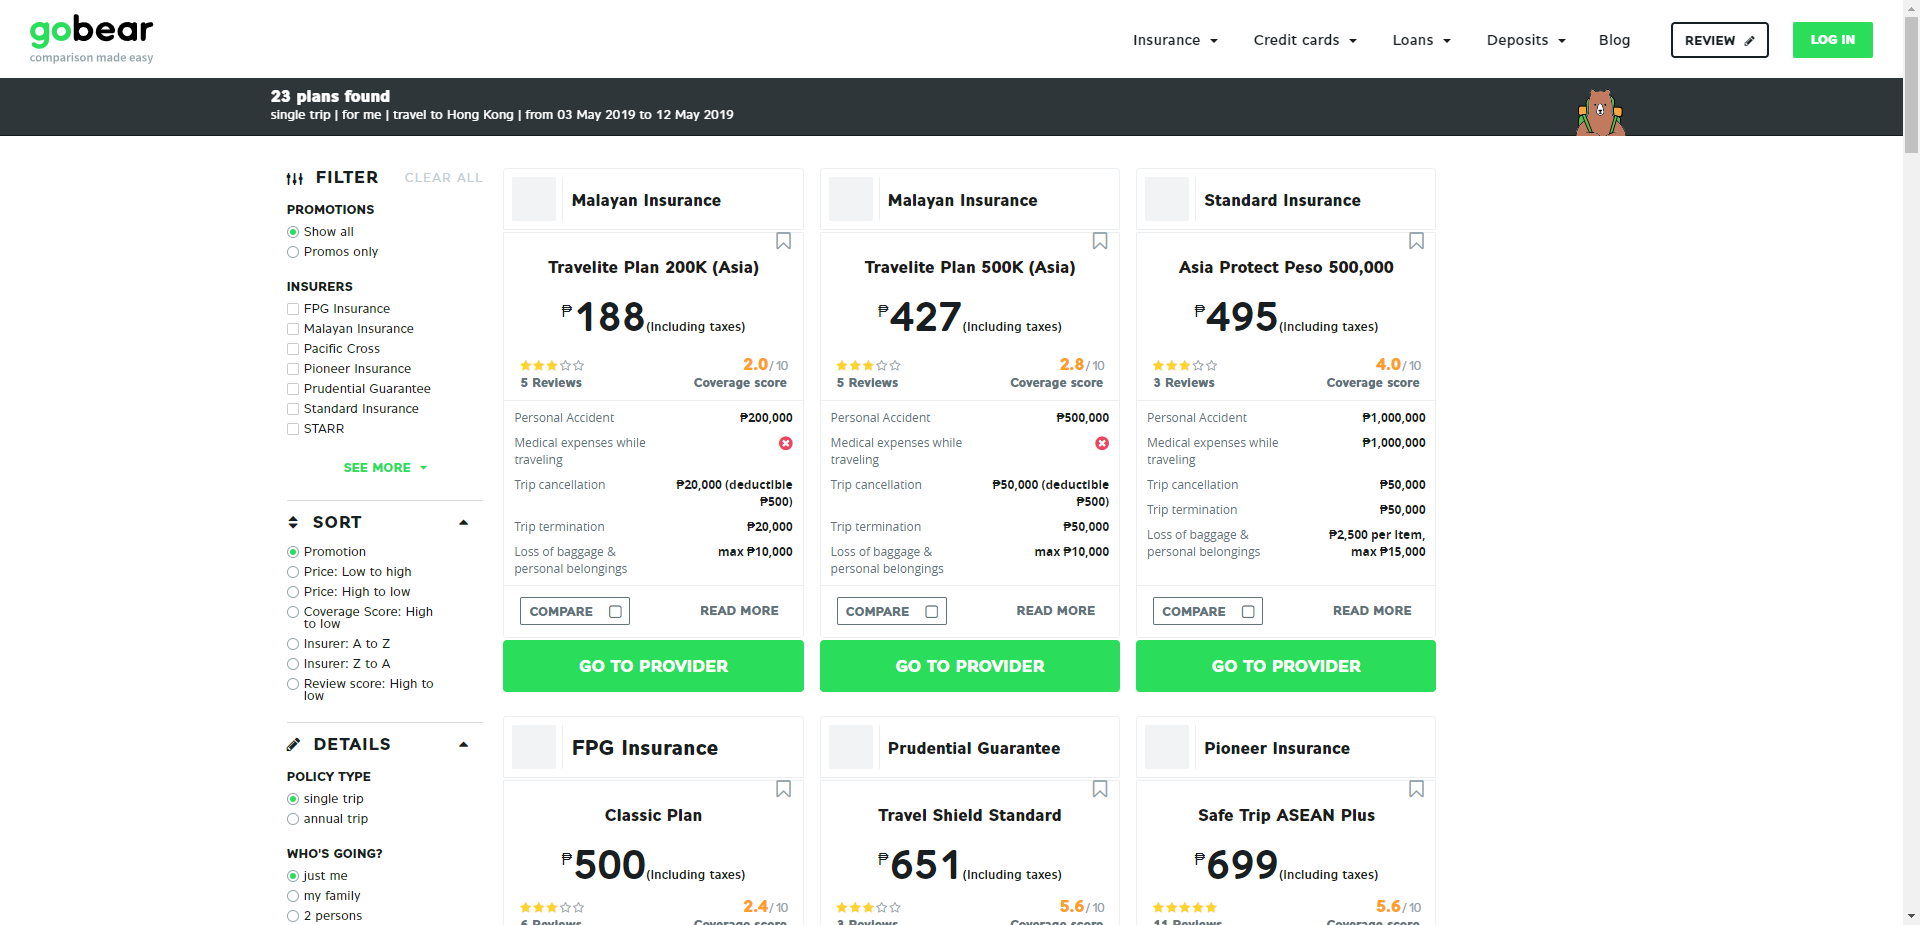 gobear
comparison made easy
Insurance
Credit cards
Loans
Deposits
Blog
REVIEW
LOG IN
23 plans found
single trip | for me | travel to Hong Kong | from 03 May 2019 to 12 May 2019
FILTER
CLEAR ALL
PROMOTIONS
Show all
Promos only
INSURERS
FPG Insurance
Malayan Insurance
Pacific Cross
Pioneer Insurance
Prudential Guarantee
Standard Insurance
STARR
SEE MORE
SORT
Promotion
Price: Low to high
Price: High to low
Coverage Score: High
to low
Insurer: A to Z
Insurer: Z to A
Review score: High to
low
DETAILS
POLICY TYPE
single trip
annual trip
WHO'S GOING?
just me
my family
2 persons
Malayan Insurance
Travelite Plan 200K (Asia)
₱188(Including taxes)
2.0/10
5 Reviews
Coverage score
Personal Accident ₱200,000
Medical expenses while
traveling
Trip cancellation ₱20,000 (deductible
₱500)
Trip termination ₱20,000
Loss of baggage & max ₱10,000
personal belongings
COMPARE
READ MORE
GO TO PROVIDER
Malayan Insurance
Travelite Plan 500K (Asia)
₱427(Including taxes)
2.8/10
5 Reviews
Coverage score
Personal Accident ₱500,000
Medical expenses while
traveling
Trip cancellation ₱50,000 (deductible
₱500)
Trip termination ₱50,000
Loss of baggage & max ₱10,000
personal belongings
COMPARE
READ MORE
GO TO PROVIDER
Standard Insurance
Asia Protect Peso 500,000
₱495(Including taxes)
4.0/10
3 Reviews
Coverage score
Personal Accident ₱1,000,000
Medical expenses while ₱1,000,000
traveling
Trip cancellation ₱50,000
Trip termination ₱50,000
Loss of baggage & ₱2,500 per item,
personal belongings max ₱15,000
COMPARE
READ MORE
GO TO PROVIDER
FPG Insurance
Classic Plan
₱500(Including taxes)
2.4/10
6 Reviews
Coverage score
Prudential Guarantee
Travel Shield Standard
₱651(Including taxes)
5.6/10
3 Reviews
Coverage score
Pioneer Insurance
Safe Trip ASEAN Plus
₱699(Including taxes)
5.6/10
11 Reviews
Coverage score